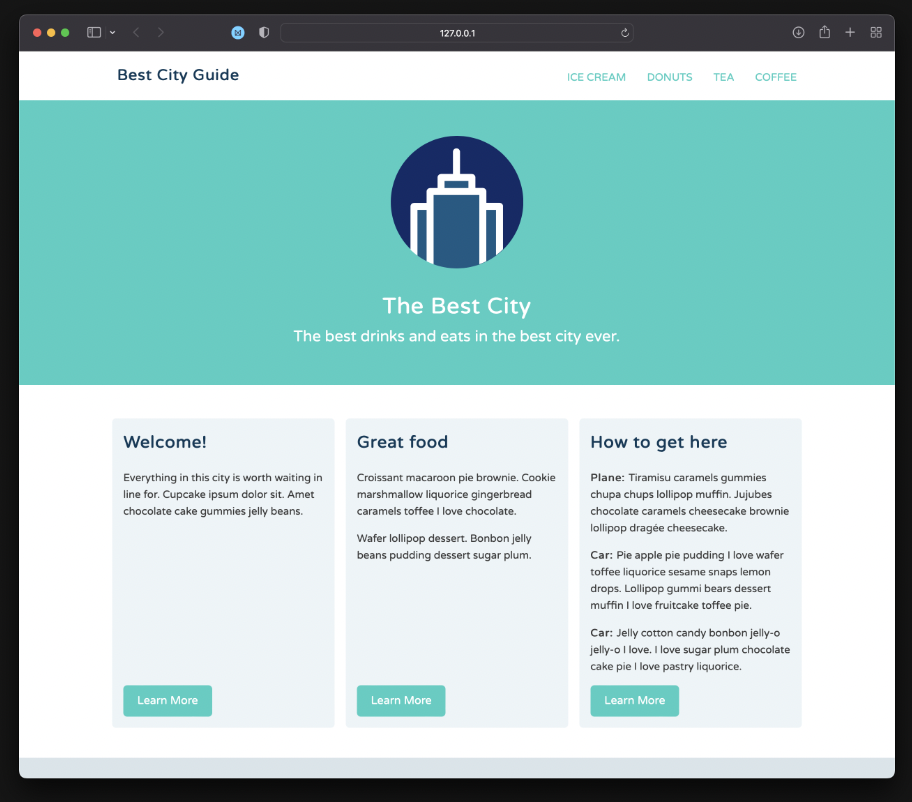 127.0.0.1
Best City Guide
ICE CREAM DONUTS TEA COFFEE
The Best City
The best drinks and eats in the best city ever.
Welcome!
Everything in this city is worth waiting in
line for. Cupcake ipsum dolor sit. Amet
chocolate cake gummies jelly beans.
Learn More
Great food
Croissant macaroon pie brownie. Cookie
marshmallow liquorice gingerbread
caramels toffee I love chocolate.
Wafer lollipop dessert. Bonbon jelly
beans pudding dessert sugar plum.
Learn More
How to get here
Plane: Tiramisu caramels gummies
chupa chups lollipop muffin. Jujubes
chocolate caramels cheesecake brownie
lollipop dragée cheesecake.
Car: Pie apple pie pudding I love wafer
toffee liquorice sesame snaps lemon
drops. Lollipop gummi bears dessert
muffin I love fruitcake toffee pie.
Car: Jelly cotton candy bonbon jelly-o
jelly-o I love. I love sugar plum chocolate
cake pie I love pastry liquorice.
Learn More